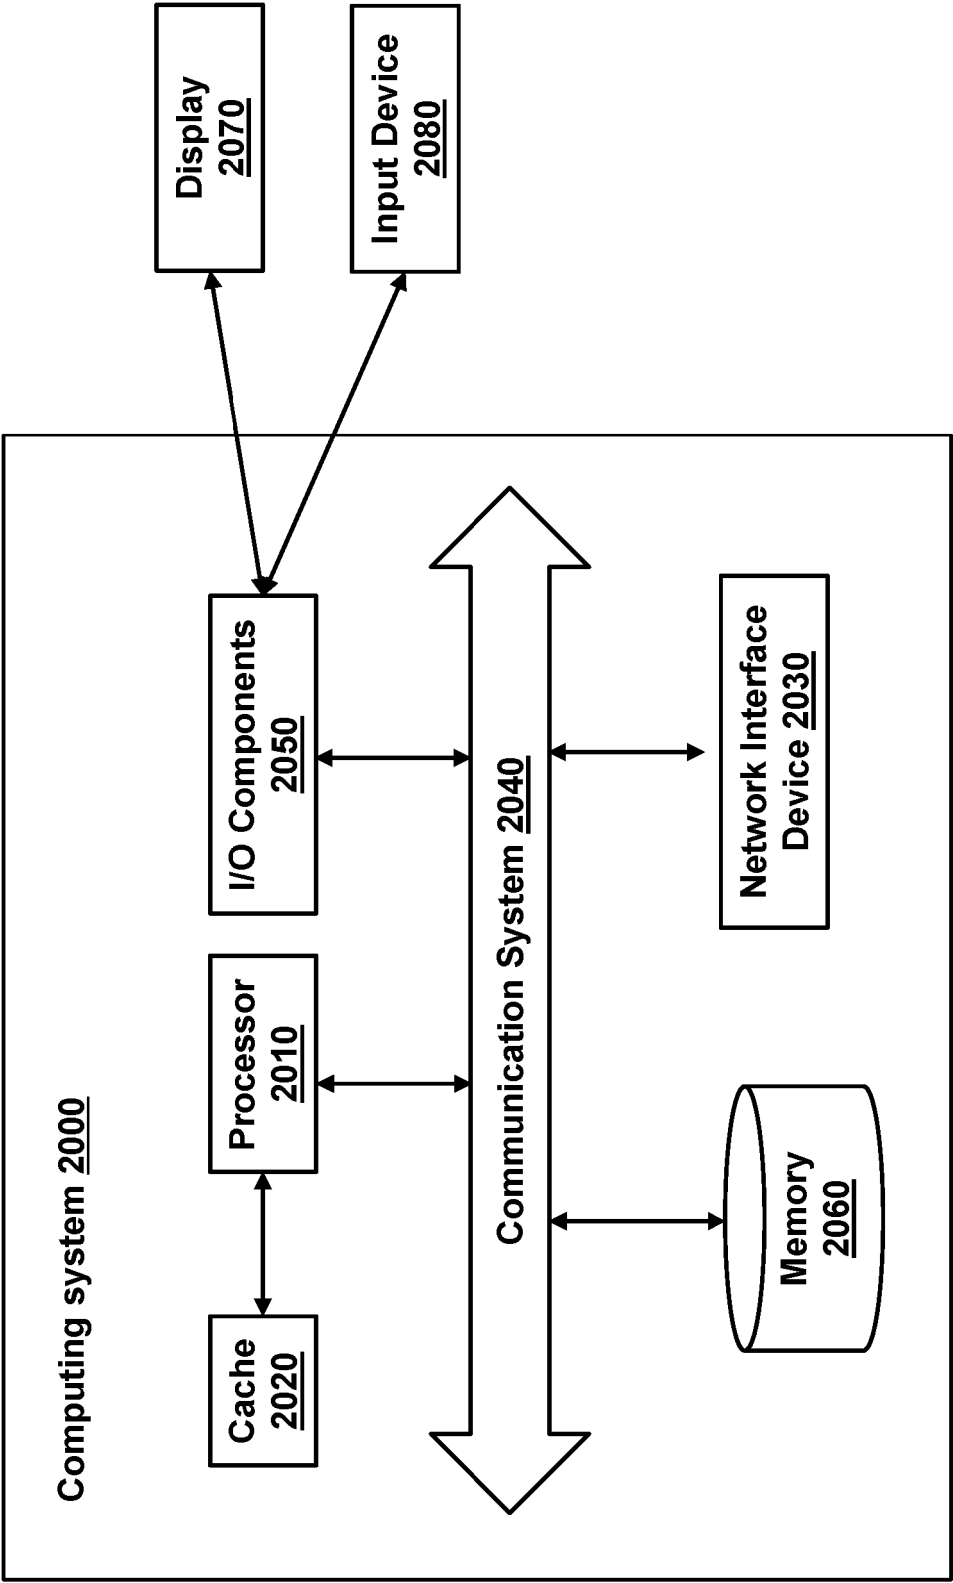 Computing system 2000
Cache
2020
Processor
2010
I/O Components
2050
Display
2070
Input Device
2080
Communication System 2040
Memory
2060
Network Interface
Device 2030